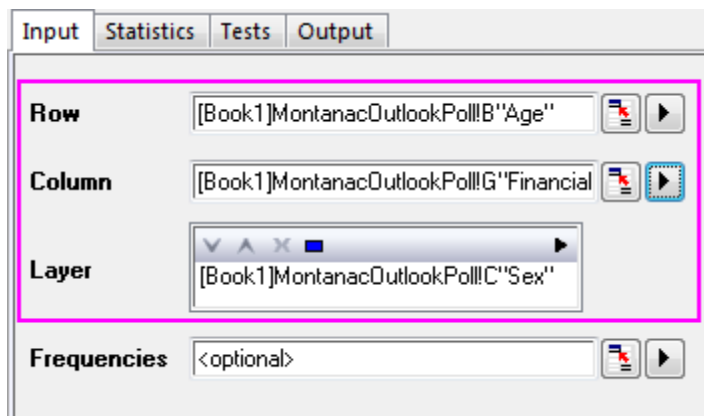 Input Statistics Tests Output
Row [Book1]MontanacOutlookPoll!B"Age"
Column [Book1]MontanacOutlookPoll!G"Financial
Layer [Book1]MontanacOutlookPoll!C"Sex"
Frequencies <optional>